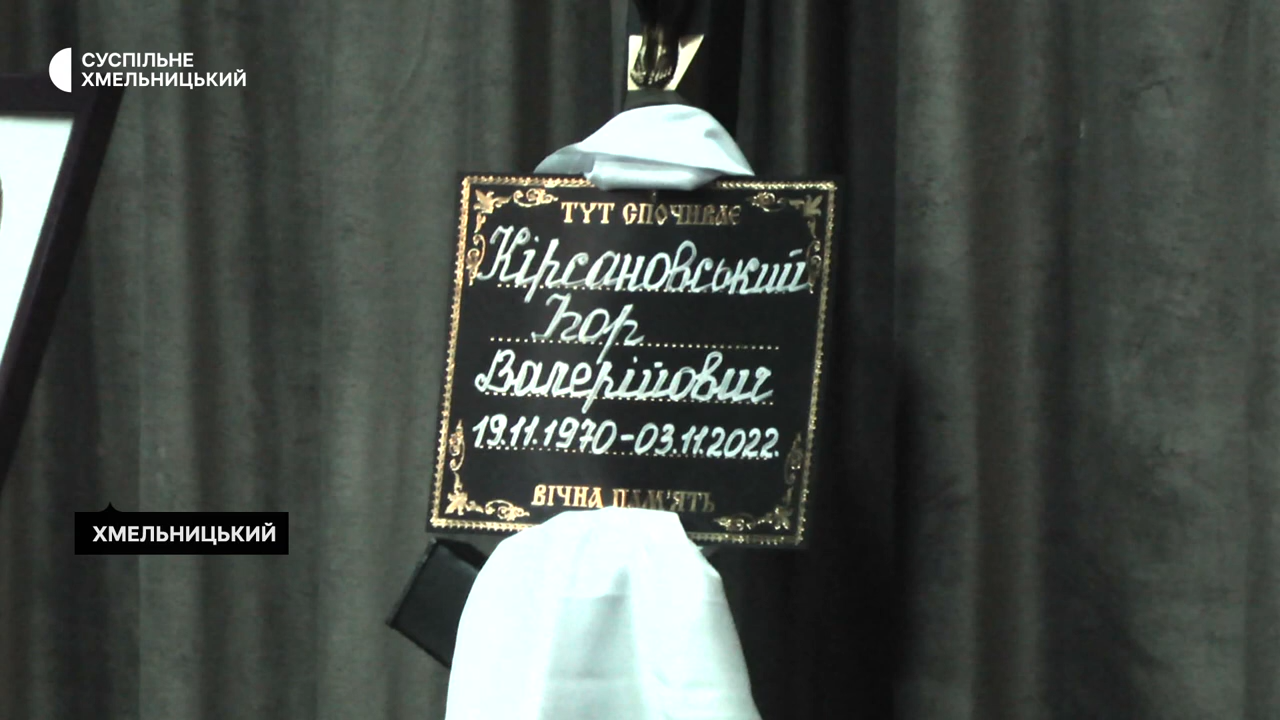 СУСПІЛЬНЕ
ХМЕЛЬНИЦЬКИЙ
ТУТ СПОЧИВАЄ
Кірсановський
Ігор
Валерійович
19.11.1970-03.11.2022.
ВІЧНА ПАМ'ЯТЬ
ХМЕЛЬНИЦЬКИЙ